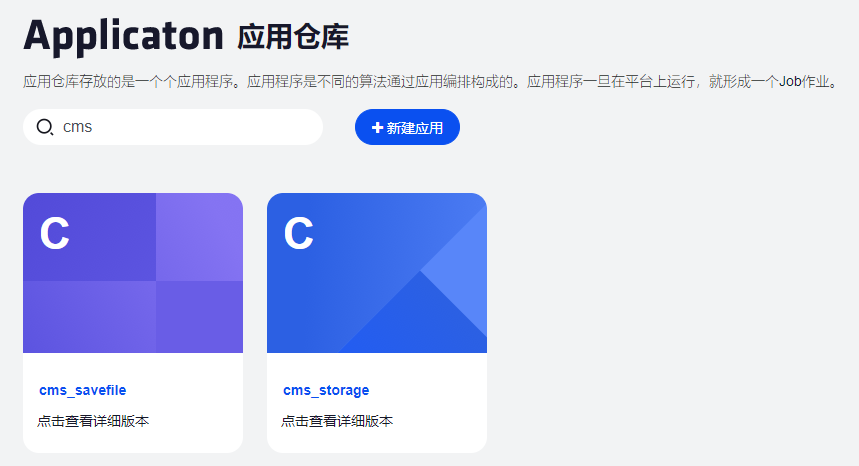 Applicaton 应用仓库
应用仓库存放的是一个个应用程序。应用程序是不同的算法通过应用编排构成的。应用程序一旦在平台上运行，就形成一个Job作业。
cms
新建应用
C
C
cms_savefile
cms_storage
点击查看详细版本
点击查看详细版本